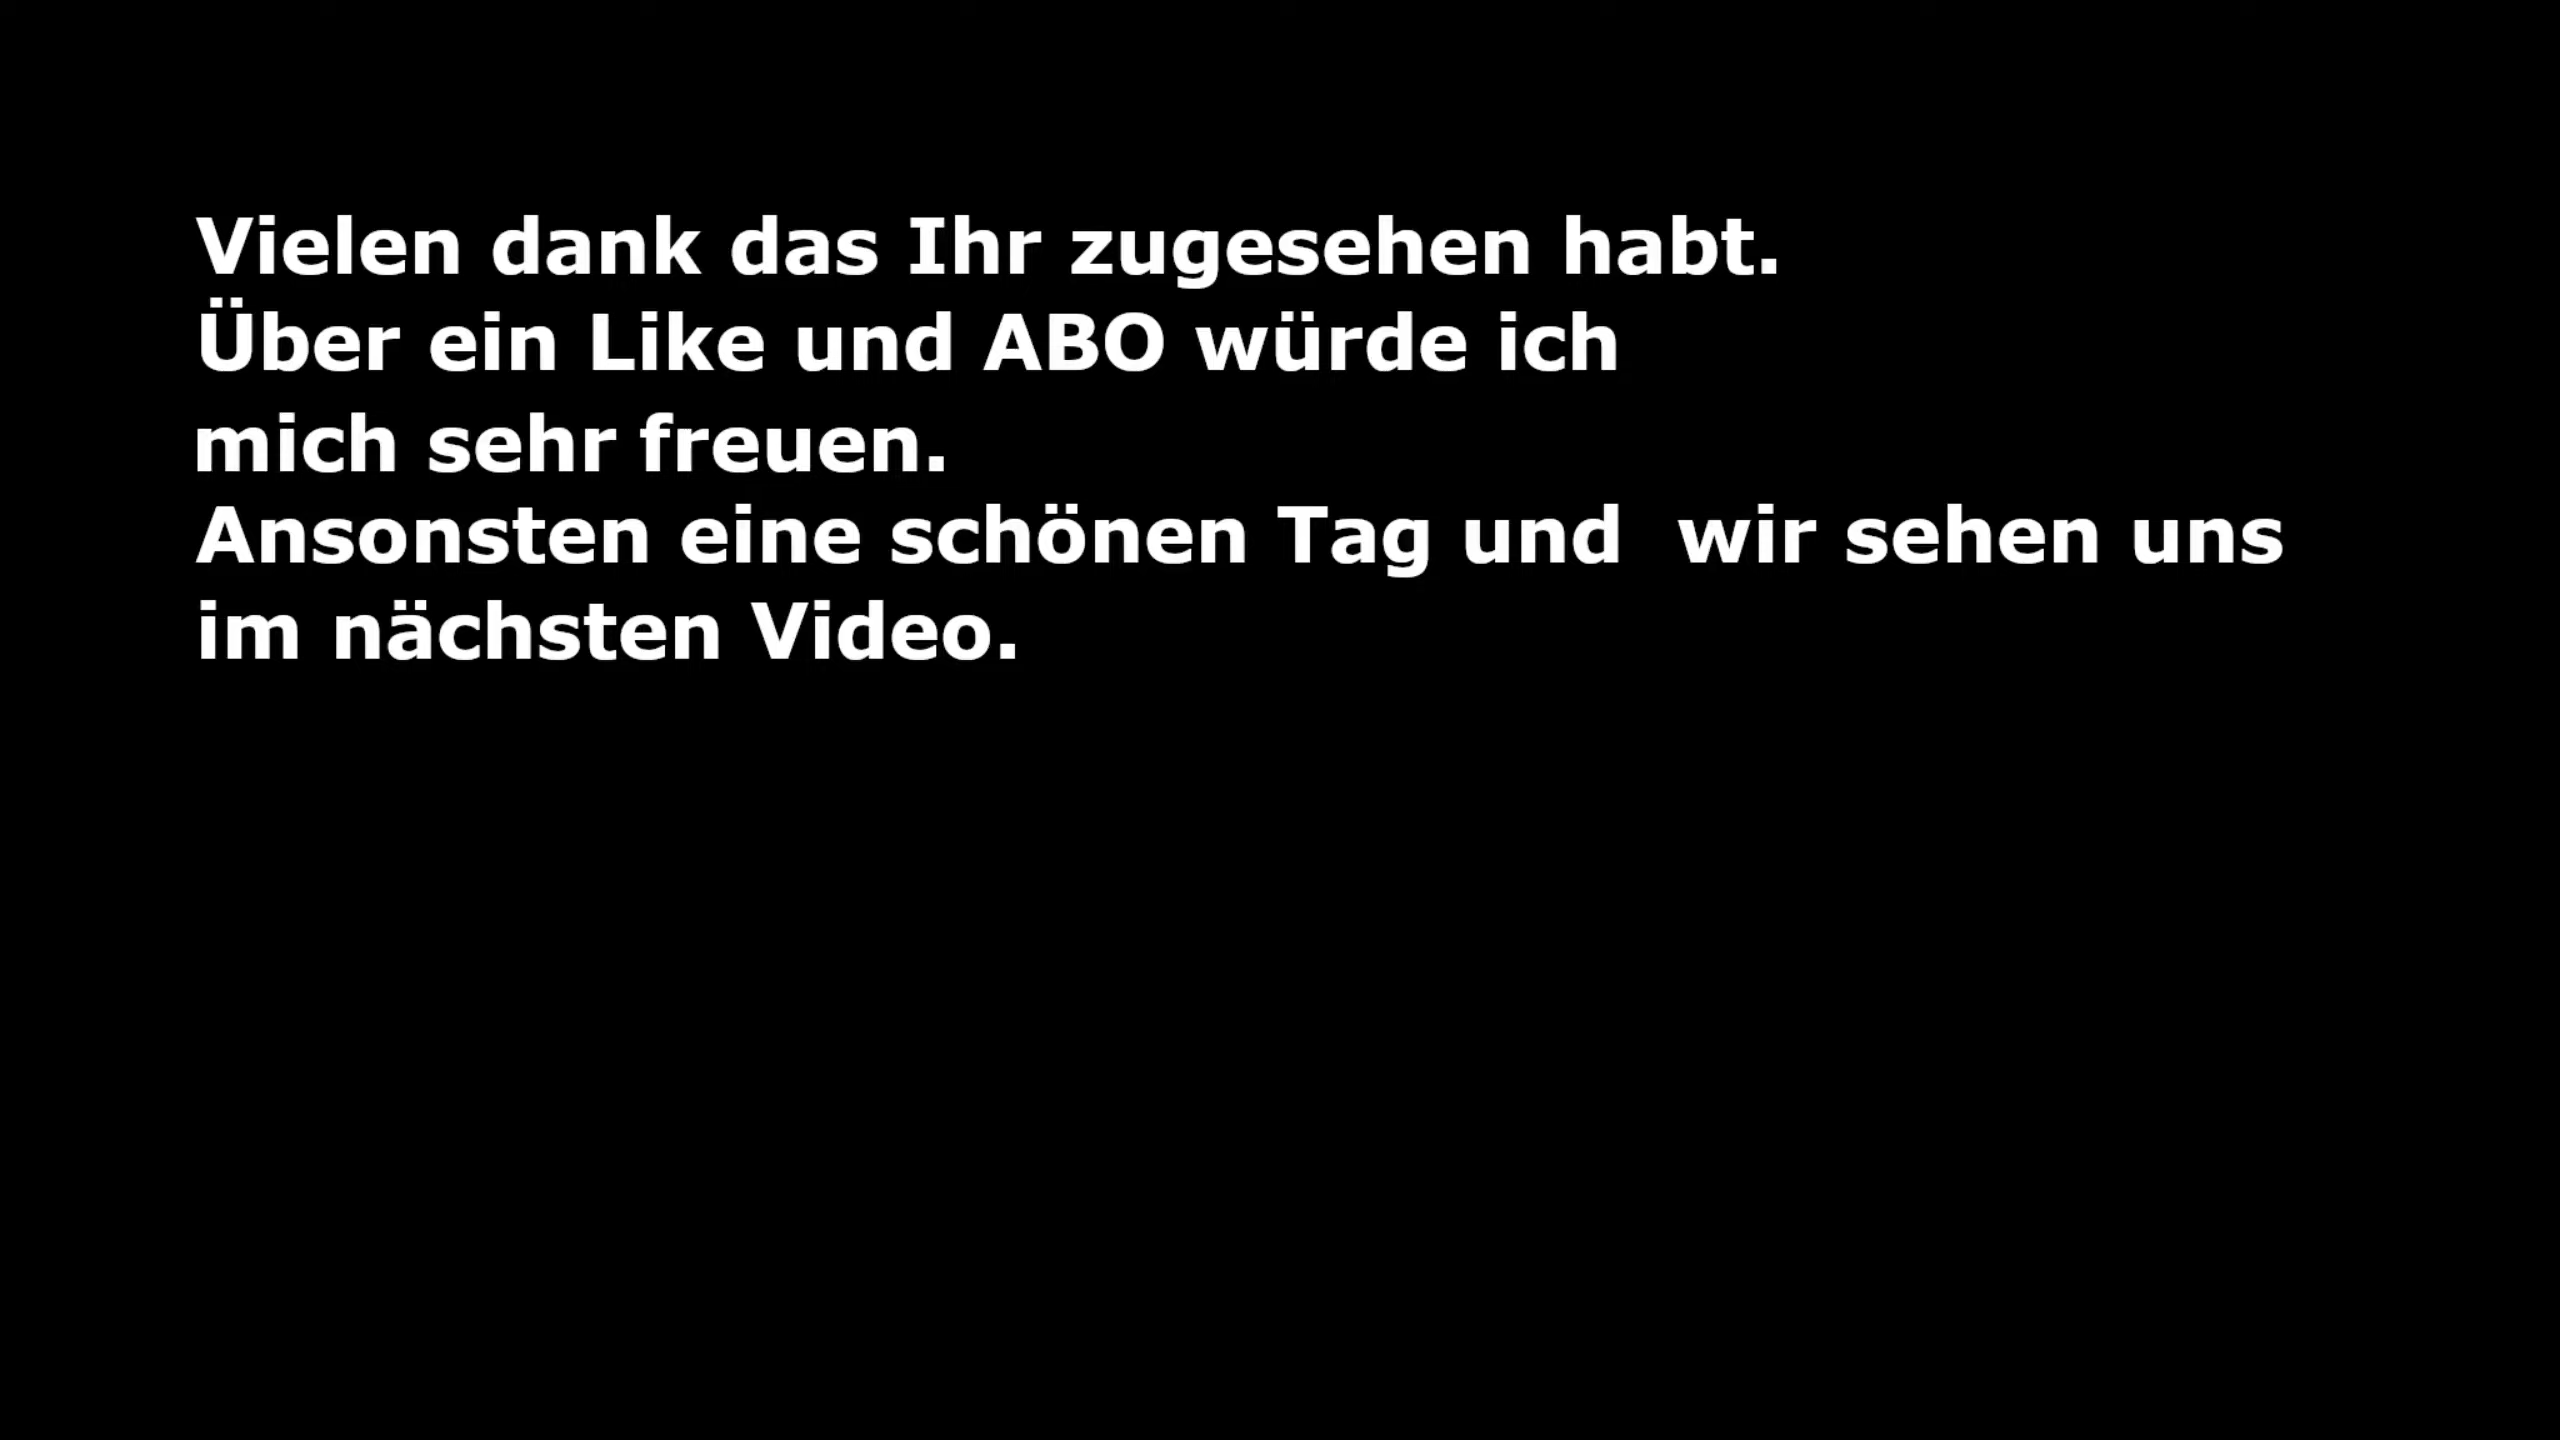 Vielen dank das Ihr zugesehen habt.
Über ein Like und ABO würde ich
mich sehr freuen.
Ansonsten eine schönen Tag und  wir sehen uns
im nächsten Video.